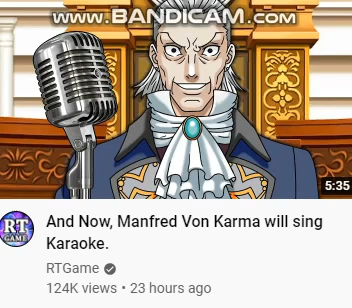 www.BANDICAM.com
5:35
RT
GAME
And Now, Manfred Von Karma will sing
Karaoke.
RTGame
124K views • 23 hours ago